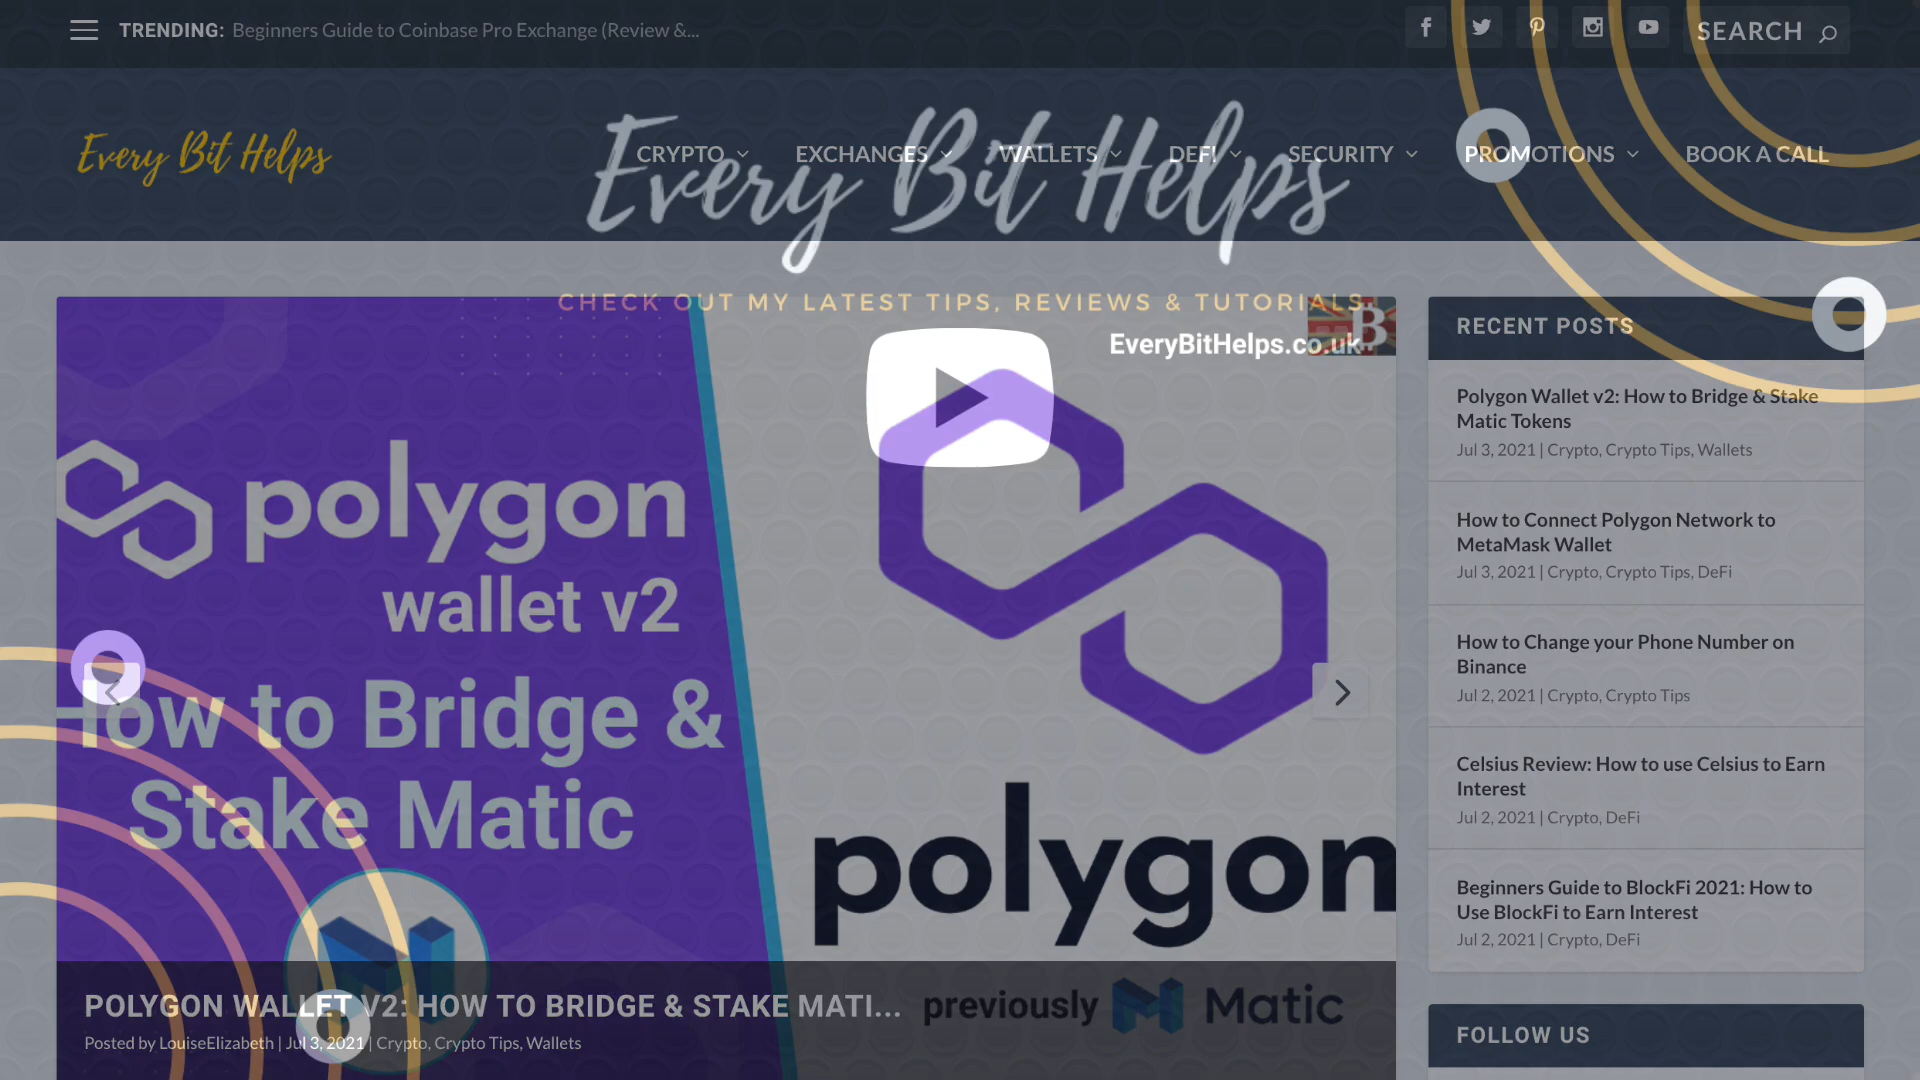 TRENDING: Beginners Guide to Coinbase Pro Exchange (Review &...
SEARCH
Every Bit Helps
CRYPTO EXCHANGES WALLETS DEFI SECURITY PROMOTIONS BOOK A CALL
Every Bit Helps
CHECK OUT MY LATEST TIPS, REVIEWS & TUTORIALS
EveryBitHelps.co.uk
polygon
wallet v2
How to Bridge &
Stake Matic
polygon
previously Matic
POLYGON WALLET V2: HOW TO BRIDGE & STAKE MATI...
Posted by LouiseElizabeth | Jul 3, 2021 | Crypto, Crypto Tips, Wallets
RECENT POSTS
Polygon Wallet v2: How to Bridge & Stake
Matic Tokens
Jul 3, 2021 | Crypto, Crypto Tips, Wallets
How to Connect Polygon Network to
MetaMask Wallet
Jul 3, 2021 | Crypto, Crypto Tips, DeFi
How to Change your Phone Number on
Binance
Jul 2, 2021 | Crypto, Crypto Tips
Celsius Review: How to use Celsius to Earn
Interest
Jul 2, 2021 | Crypto, DeFi
Beginners Guide to BlockFi 2021: How to
Use BlockFi to Earn Interest
Jul 2, 2021 | Crypto, DeFi
FOLLOW US